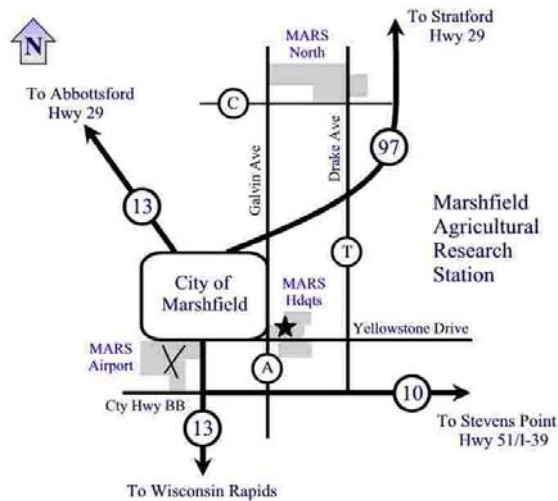 N
To Stratford
Hwy 29
MARS
North
To Abbottsford
Hwy 29
C
97
Galvin Ave
Drake Ave
13
Marshfield
Agricultural
Research
Station
T
City of
Marshfield
MARS
Hdqts
Yellowstone Drive
MARS
Airport
A
Cty Hwy BB
10
13
To Stevens Point
Hwy 51/I-39
To Wisconsin Rapids